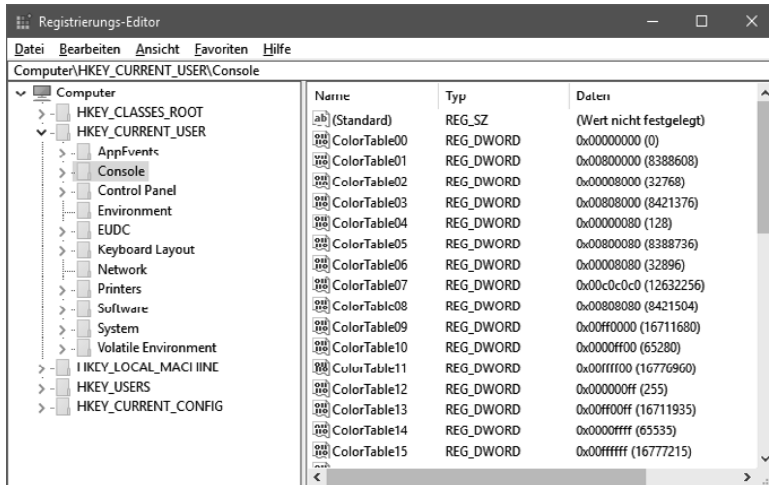 Registrierungs-Editor
Datei Bearbeiten Ansicht Favoriten Hilfe
Computer\HKEY_CURRENT_USER\Console
Computer
HKEY_CLASSES_ROOT
HKEY_CURRENT_USER
AppEvents
Console
Control Panel
Environment
EUDC
Keyboard Layout
Network
Printers
Software
System
Volatile Environment
HKEY_LOCAL_MACHINE
HKEY_USERS
HKEY_CURRENT_CONFIG
Name Typ Daten
(Standard) REG_SZ (Wert nicht festgelegt)
ColorTable00 REG_DWORD 0x00000000 (0)
ColorTable01 REG_DWORD 0x00800000 (8388608)
ColorTable02 REG_DWORD 0x00008000 (32768)
ColorTable03 REG_DWORD 0x00808000 (8421376)
ColorTable04 REG_DWORD 0x00000080 (128)
ColorTable05 REG_DWORD 0x00800080 (8388736)
ColorTable06 REG_DWORD 0x00008080 (32896)
ColorTable07 REG_DWORD 0x00c0c0c0 (12632256)
ColorTable08 REG_DWORD 0x00808080 (8421504)
ColorTable09 REG_DWORD 0x00ff0000 (16711680)
ColorTable10 REG_DWORD 0x0000ff00 (65280)
ColorTable11 REG_DWORD 0x00ffff00 (16776960)
ColorTable12 REG_DWORD 0x000000ff (255)
ColorTable13 REG_DWORD 0x00ff00ff (16711935)
ColorTable14 REG_DWORD 0x0000ffff (65535)
ColorTable15 REG_DWORD 0x00ffffff (16777215)